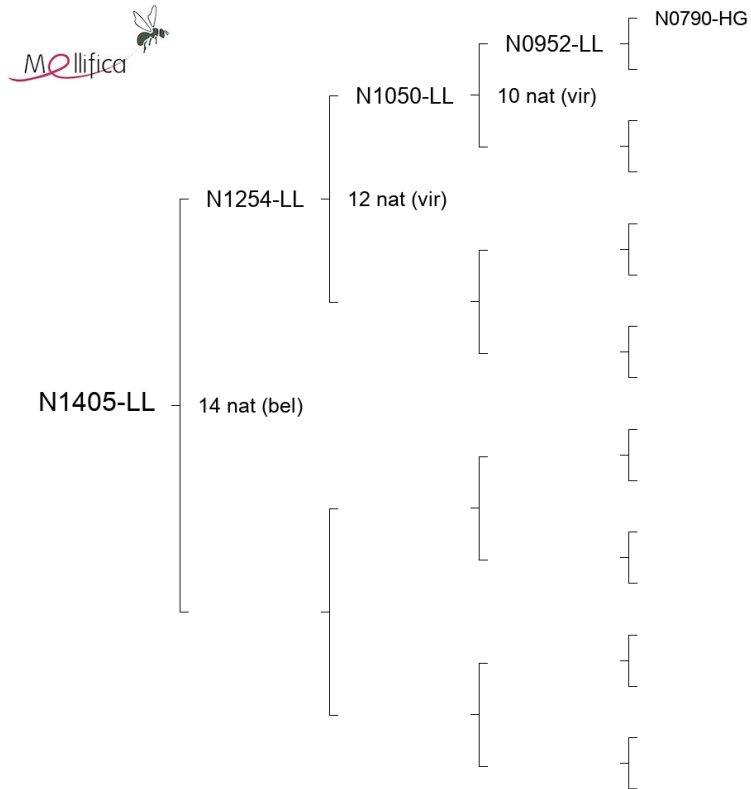 Mellifica
N0790-HG
N0952-LL
N1050-LL
10 nat (vir)
N1254-LL
12 nat (vir)
N1405-LL
14 nat (bel)